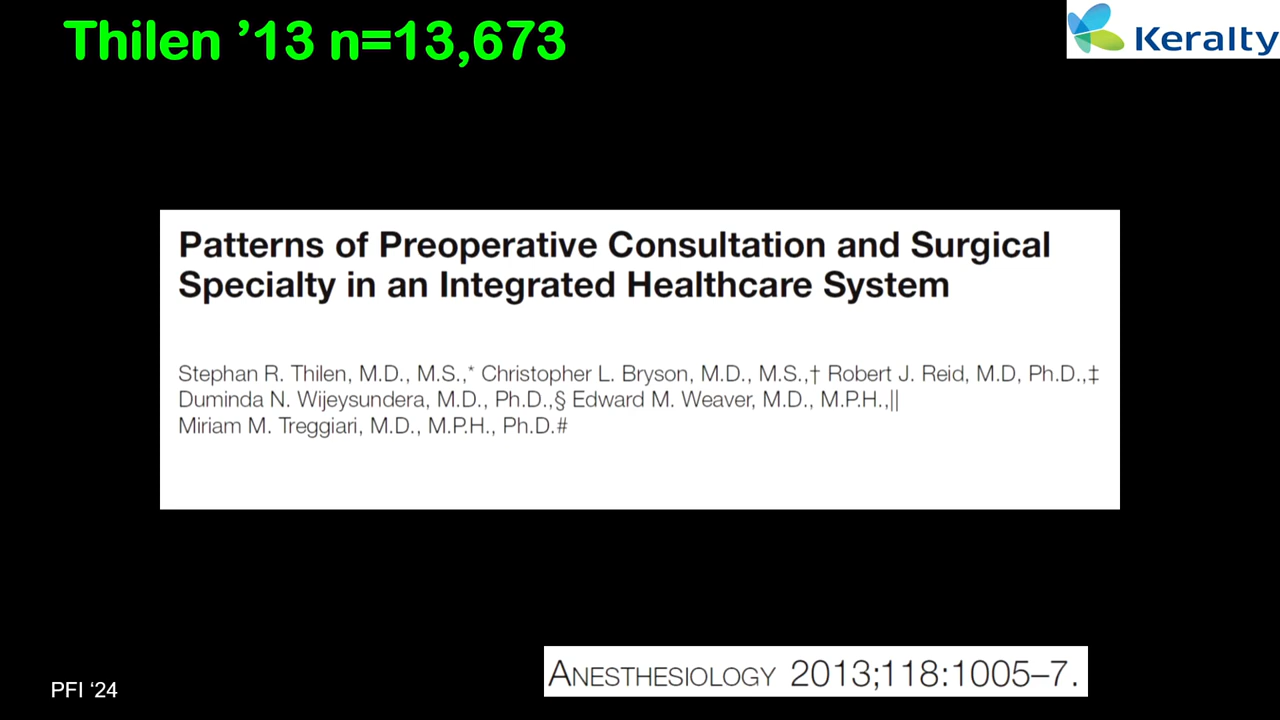 Thilen ’13 n=13,673
Keralty
Patterns of Preoperative Consultation and Surgical
Specialty in an Integrated Healthcare System
Stephan R. Thilen, M.D., M.S.,* Christopher L. Bryson, M.D., M.S.,† Robert J. Reid, M.D, Ph.D.,‡
Duminda N. Wijeysundera, M.D., Ph.D.,§ Edward M. Weaver, M.D., M.P.H.,||
Miriam M. Treggiari, M.D., M.P.H., Ph.D.#
ANESTHESIOLOGY 2013;118:1005–7.
PFI ‘24